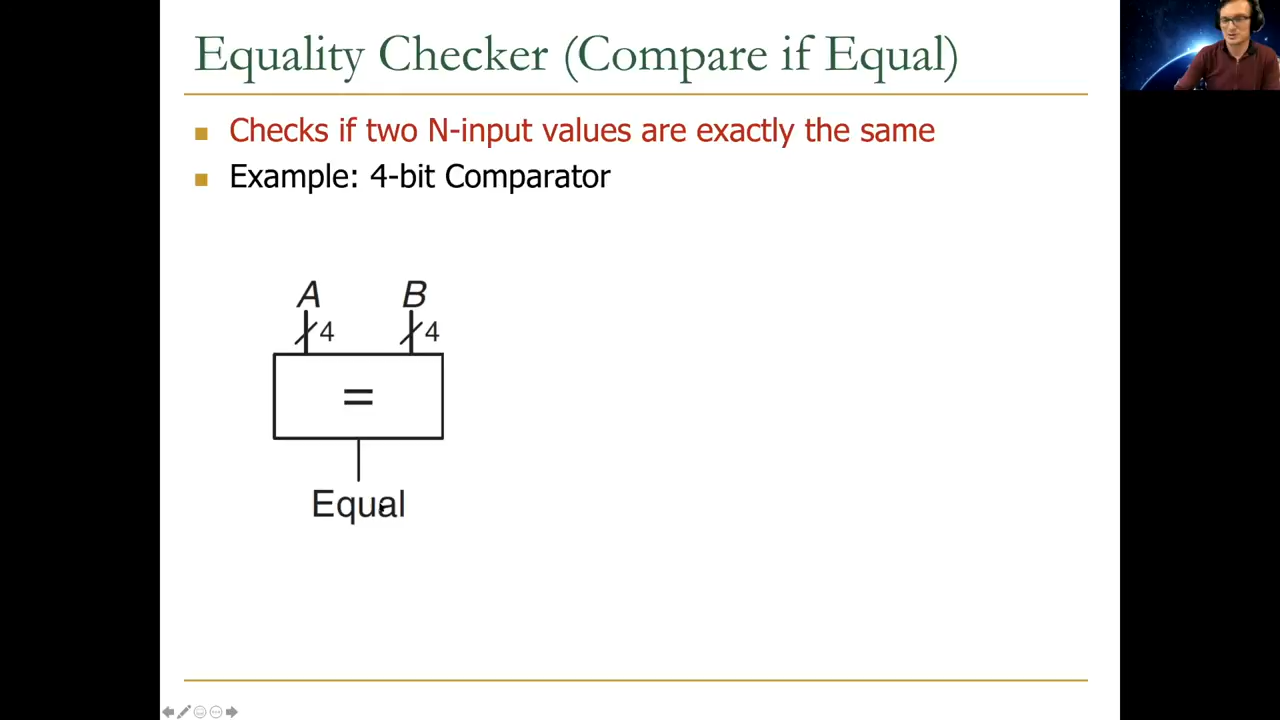 Equality Checker (Compare if Equal)
Checks if two N-input values are exactly the same
Example: 4-bit Comparator
A B
4 4
=
Equal